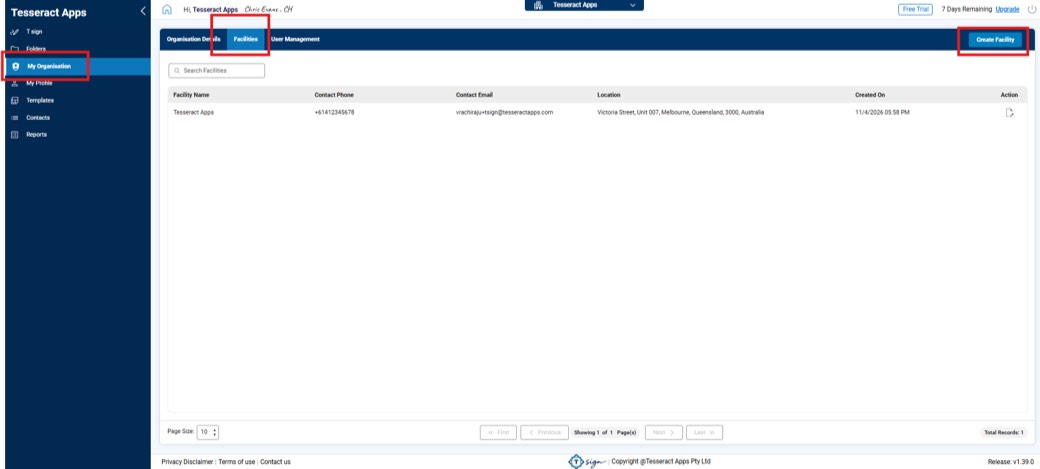 Tesseract Apps
Hi, Tesseract Apps Chris Evans, CH
Tesseract Apps
Free Trial
7 Days Remaining Upgrade
T sign
Folders
My Organisation
My Profile
Templates
Contacts
Reports
Organisation Details
Facilities
User Management
Create Facility
Search Facilities
Facility Name Contact Phone Contact Email Location Created On Action
Tesseract Apps +61412345678 vrachiraju+tsign@tesseractapps.com Victoria Street, Unit 007, Melbourne, Queensland, 3000, Australia 11/4/2026 05:58 PM
Page Size: 10
<< First
< Previous
Showing 1 of 1 Page(s)
Next >
Last >>
Total Records: 1
Privacy Disclaimer | Terms of use | Contact us
T sign | Copyright @Tesseract Apps Pty Ltd
Release: v1.39.0